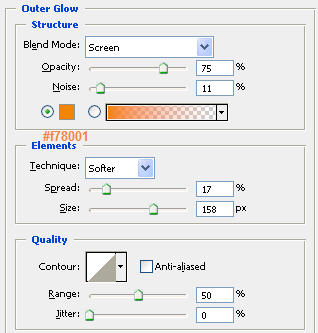 Outer Glow
Structure
Blend Mode: Screen
Opacity: 75 %
Noise: 11 %
#f78001
Elements
Technique: Softer
Spread: 17 %
Size: 158 px
Quality
Contour: Anti-aliased
Range: 50 %
Jitter: 0 %